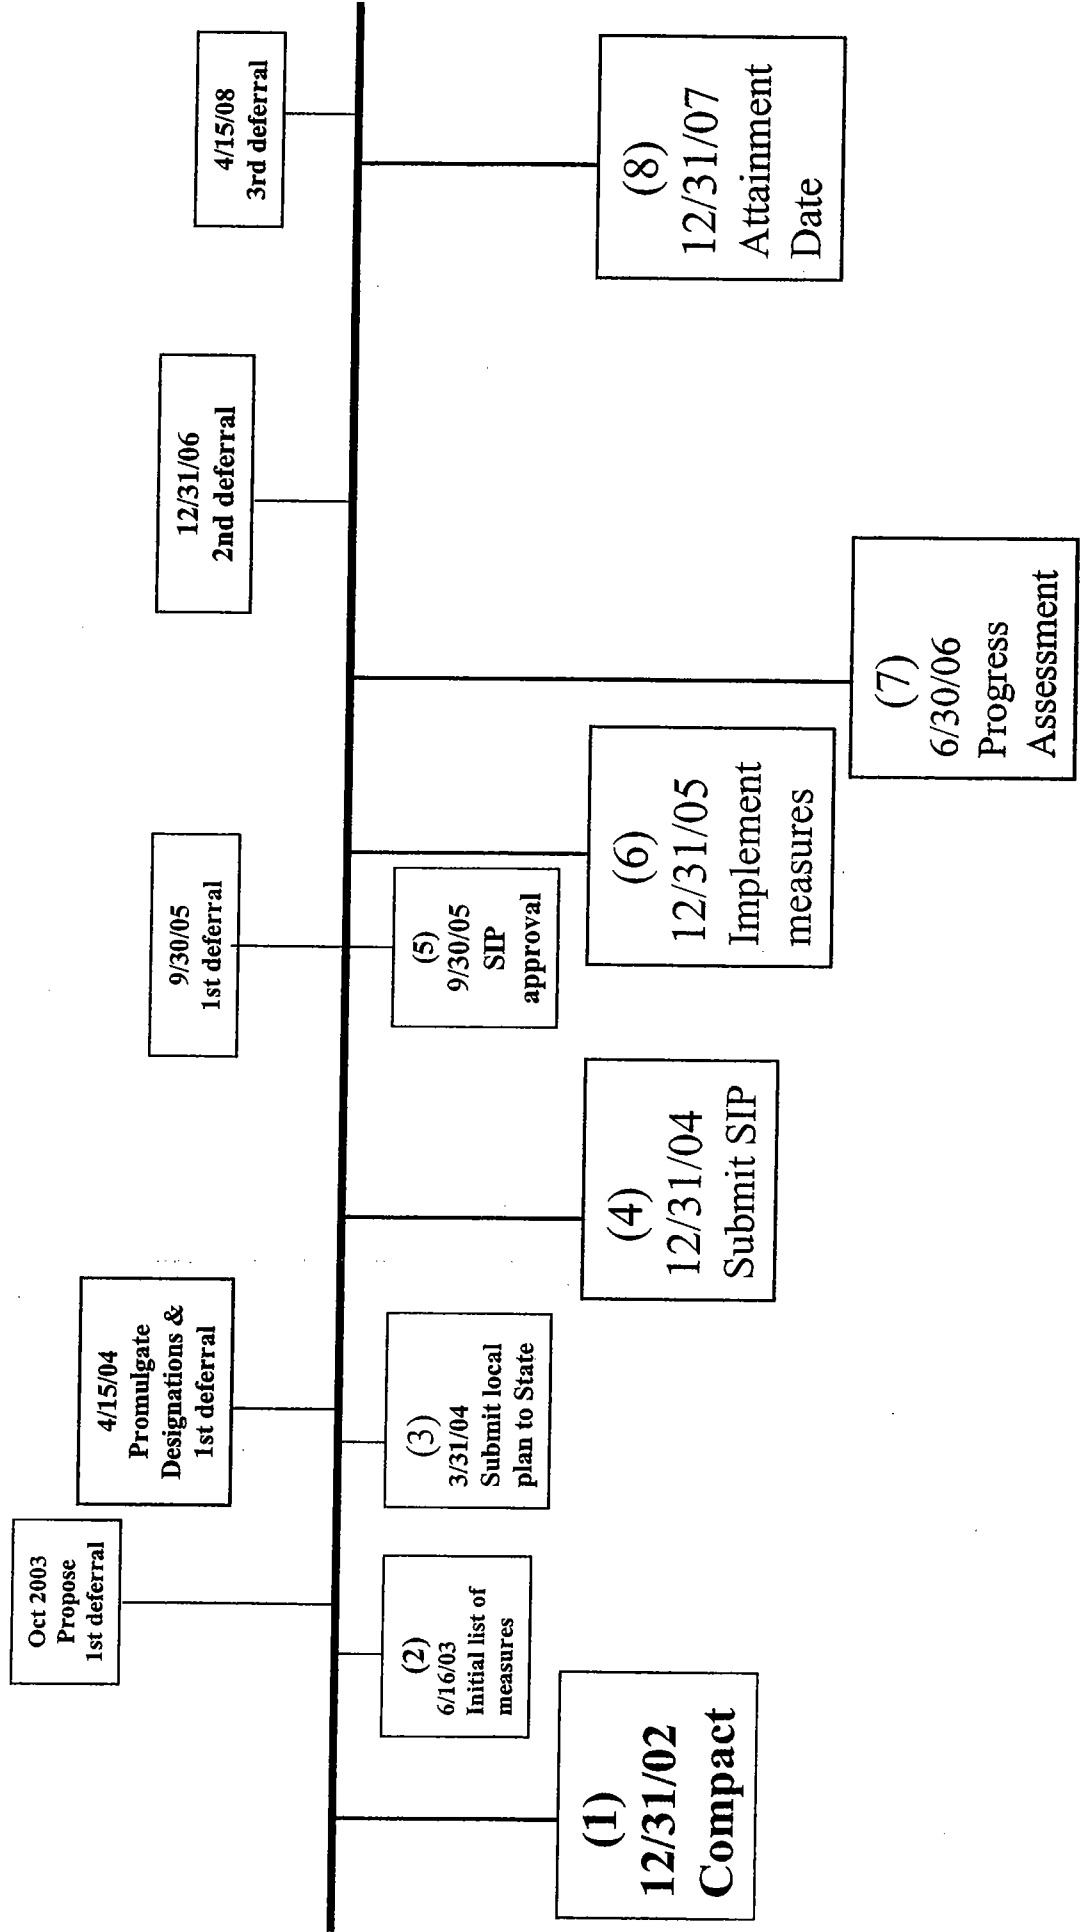 Oct 2003
Propose
1st deferral
4/15/04
Promulgate
Designations &
1st deferral
9/30/05
1st deferral
12/31/06
2nd deferral
4/15/08
3rd deferral
(1)
12/31/02
Compact
(2)
6/16/03
Initial list of
measures
(3)
3/31/04
Submit local
plan to State
(4)
12/31/04
Submit SIP
(5)
9/30/05
SIP
approval
(6)
12/31/05
Implement
measures
(7)
6/30/06
Progress
Assessment
(8)
12/31/07
Attainment
Date